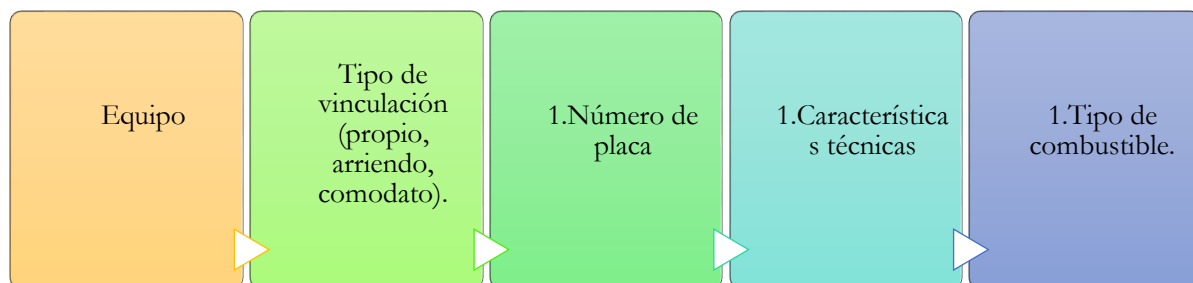 Equipo
Tipo de
vinculación
(propio,
arriendo,
comodato).
1.Número de
placa
1.Característica
s técnicas
1.Tipo de
combustible.